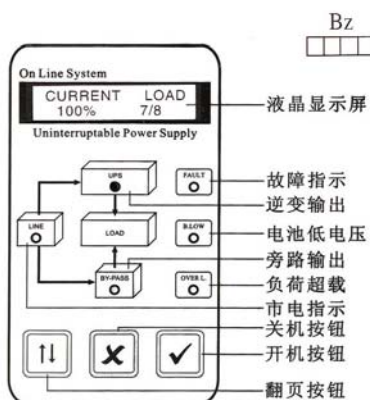 Bz
On Line System
CURRENT LOAD
100% 7/8
液晶显示屏
Uninterruptable Power Supply
UPS
FAULT
故障指示
逆变输出
LINE
LOAD
B.LOW
电池低电压
旁路输出
BY-PASS
OVER L.
负荷超载
市电指示
关机按钮
开机按钮
翻页按钮